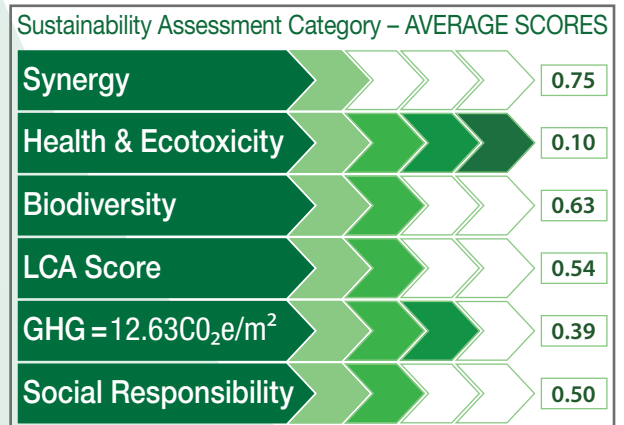 Sustainability Assessment Category – AVERAGE SCORES
Synergy 0.75
Health & Ecotoxicity 0.10
Biodiversity 0.63
LCA Score 0.54
GHG = 12.63C0₂e/m² 0.39
Social Responsibility 0.50